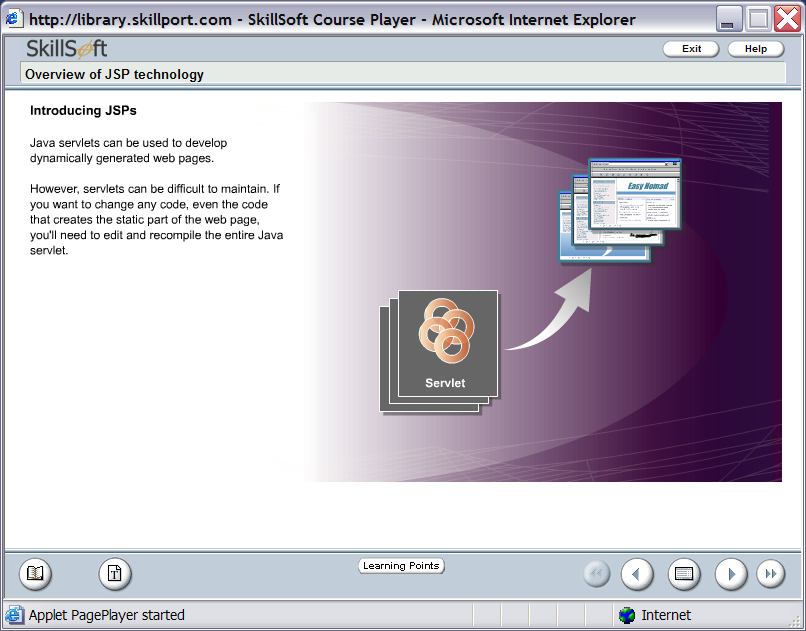 http://library.skillport.com - SkillSoft Course Player - Microsoft Internet Explorer
SkillSoft
Exit
Help
Overview of JSP technology
Introducing JSPs
Java servlets can be used to develop
dynamically generated web pages.
However, servlets can be difficult to maintain. If
you want to change any code, even the code
that creates the static part of the web page,
you'll need to edit and recompile the entire Java
servlet.
Easy Nomad
Servlet
Learning Points
T
Applet PagePlayer started
Internet